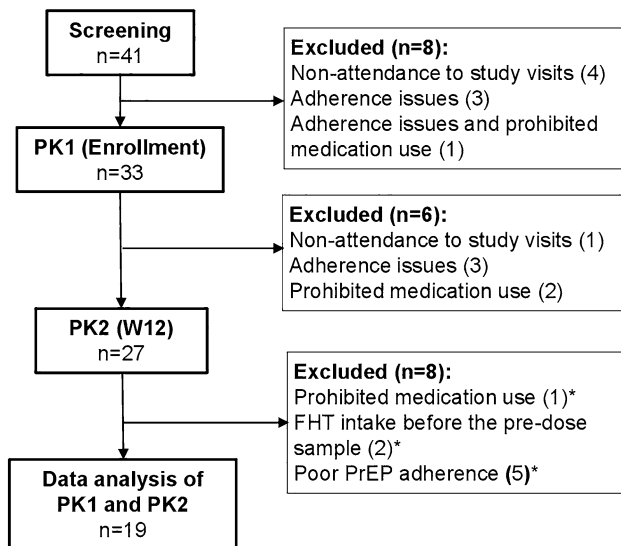 Screening
n=41
Excluded (n=8):
Non-attendance to study visits (4)
Adherence issues (3)
Adherence issues and prohibited
medication use (1)
PK1 (Enrollment)
n=33
Excluded (n=6):
Non-attendance to study visits (1)
Adherence issues (3)
Prohibited medication use (2)
PK2 (W12)
n=27
Excluded (n=8):
Prohibited medication use (1)*
FHT intake before the pre-dose
sample (2)*
Poor PrEP adherence (5)*
Data analysis of
PK1 and PK2
n=19